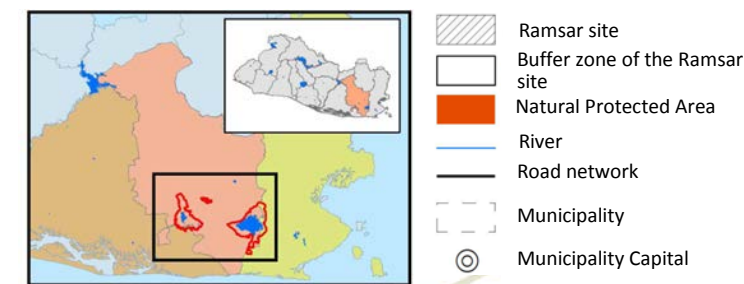 Ramsar site
Buffer zone of the Ramsar
site
Natural Protected Area
River
Road network
Municipality
Municipality Capital